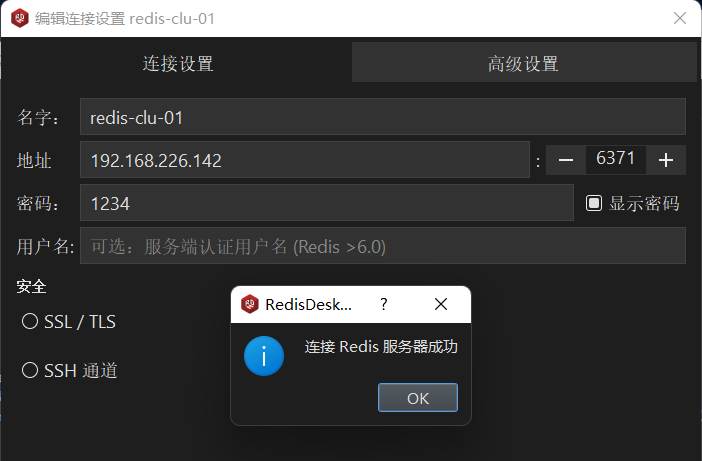 编辑连接设置 redis-clu-01
连接设置 高级设置
名字: redis-clu-01
地址 192.168.226.142 : 6371
密码: 1234 显示密码
用户名: 可选：服务端认证用户名 (Redis >6.0)
安全
SSL / TLS
SSH 通道
RedisDesk... ?
连接 Redis 服务器成功
OK